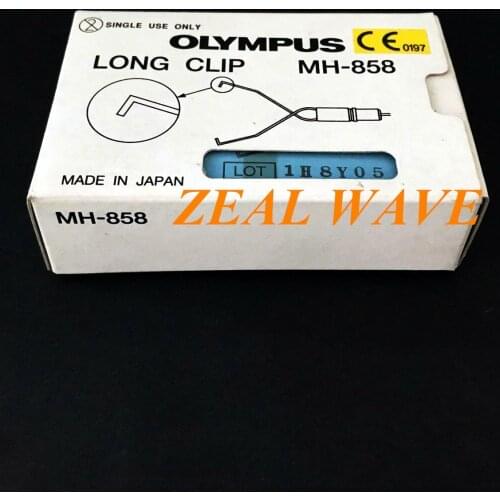 SINGLE USE ONLY
OLYMPUS CE 0197
LONG CLIP MH-858
LOT 1H8Y05
MADE IN JAPAN
MH-858 ZEAL WAVE